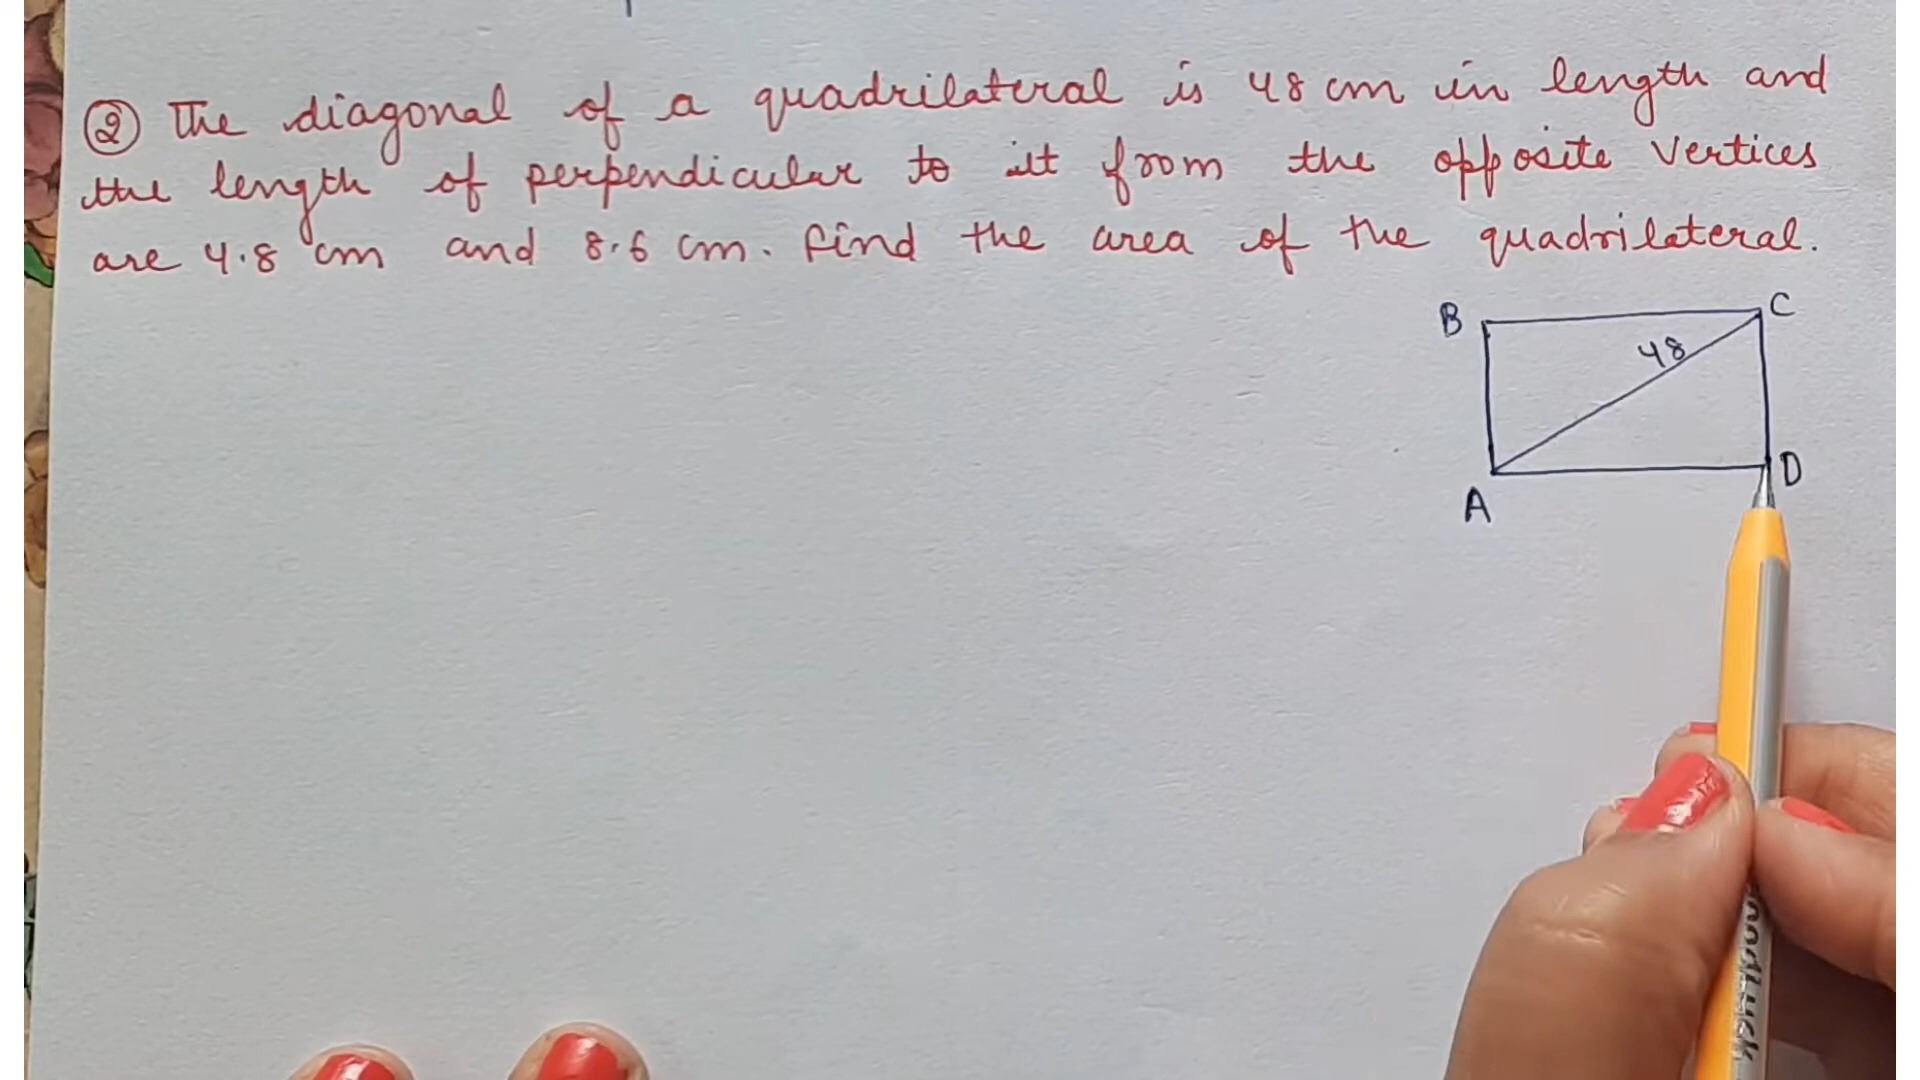 ② The diagonal of a quadrilateral is 48 cm in length and
the length of perpendicular to it from the opposite vertices
are 4.8 cm and 8.6 cm. find the area of the quadrilateral.
B C
48
A D